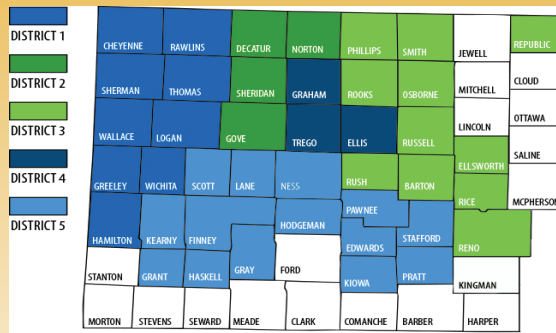 DISTRICT 1
DISTRICT 2
DISTRICT 3
DISTRICT 4
DISTRICT 5
CHEYENNE RAWLINS DECATUR NORTON PHILLIPS SMITH JEWELL REPUBLIC
SHERMAN THOMAS SHERIDAN GRAHAM ROOKS OSBORNE MITCHELL CLOUD
WALLACE LOGAN GOVE TREGO ELLIS RUSSELL LINCOLN OTTAWA
SALINE
GREELEY WICHITA SCOTT LANE NESS RUSH BARTON ELLSWORTH
RICE MCPHERSON
HAMILTON KEARNY FINNEY HODGEMAN PAWNEE STAFFORD RENO
EDWARDS
STANTON GRANT HASKELL GRAY FORD KIOWA PRATT KINGMAN
MORTON STEVENS SEWARD MEADE CLARK COMANCHE BARBER HARPER